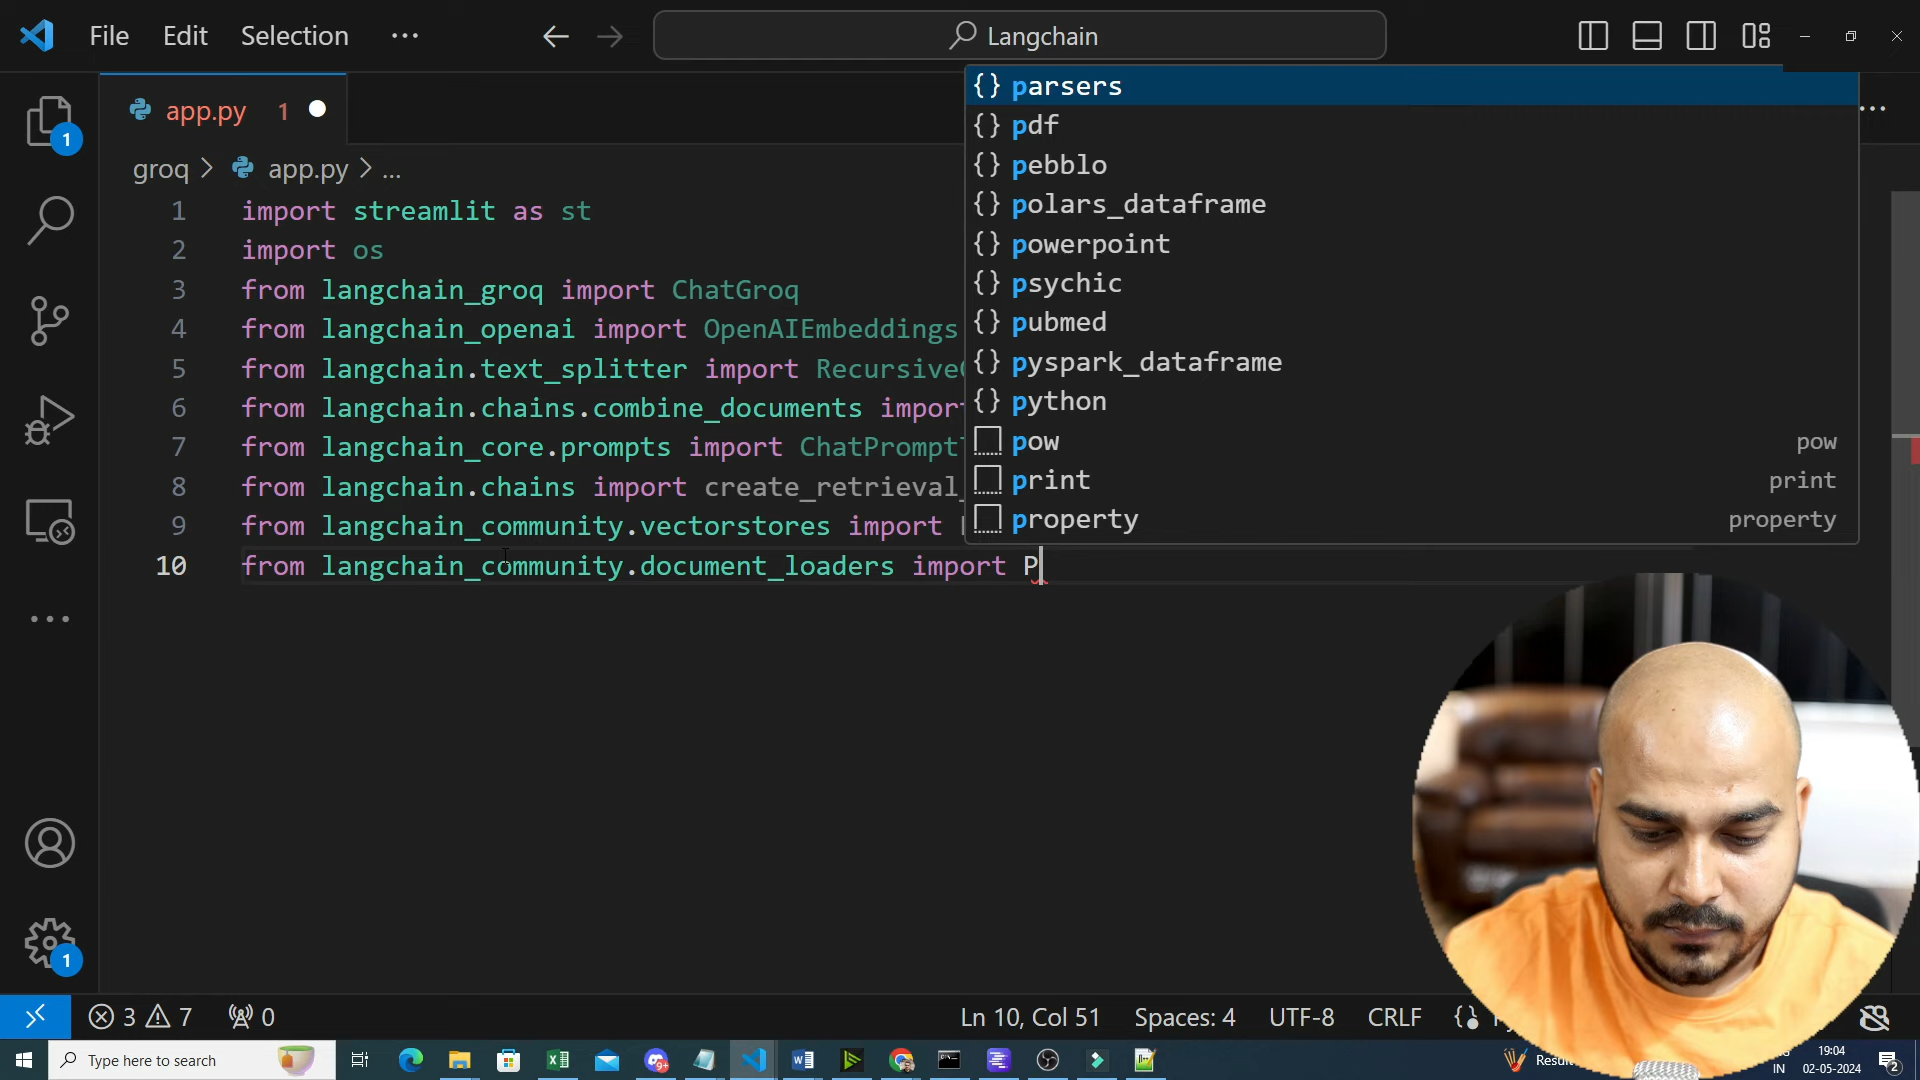 File Edit Selection ... Langchain
app.py 1
groq > app.py > ...
1 import streamlit as st
2 import os
3 from langchain_groq import ChatGroq
4 from langchain_openai import OpenAIEmbeddings
5 from langchain.text_splitter import Recursive
6 from langchain.chains.combine_documents impor
7 from langchain_core.prompts import ChatPrompt
8 from langchain.chains import create_retrieval_
9 from langchain_community.vectorstores import
10 from langchain_community.document_loaders import P
{} parsers
{} pdf
{} pebblo
{} polars_dataframe
{} powerpoint
{} psychic
{} pubmed
{} pyspark_dataframe
{} python
pow pow
print print
property property
1
1
3 7 0 Ln 10, Col 51 Spaces: 4 UTF-8 CRLF {}
Type here to search 9+ 19:04
IN 02-05-2024 2